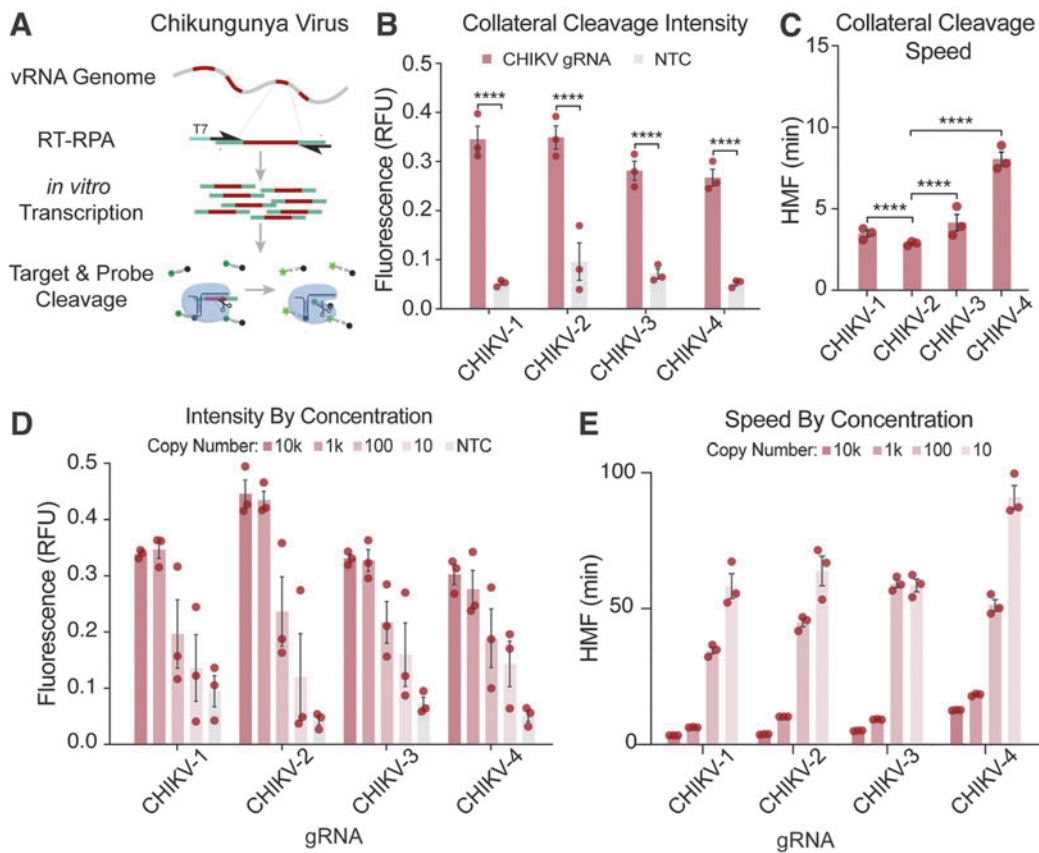 A
Chikungunya Virus
vRNA Genome
RT-RPA
T7
in vitro
Transcription
Target & Probe
Cleavage
B
Collateral Cleavage Intensity
CHIKV gRNA
NTC
Fluorescence (RFU)
0.5
0.4
0.3
0.2
0.1
0.0
****
****
****
****
CHIKV-1
CHIKV-2
CHIKV-3
CHIKV-4
C
Collateral Cleavage
Speed
HMF (min)
15
10
5
0
****
****
****
CHIKV-1
CHIKV-2
CHIKV-3
CHIKV-4
D
Intensity By Concentration
Copy Number: 10k 1k 100 10 NTC
Fluorescence (RFU)
0.5
0.4
0.3
0.2
0.1
0.0
CHIKV-1
CHIKV-2
CHIKV-3
CHIKV-4
gRNA
E
Speed By Concentration
Copy Number: 10k 1k 100 10
HMF (min)
100
50
0
CHIKV-1
CHIKV-2
CHIKV-3
CHIKV-4
gRNA